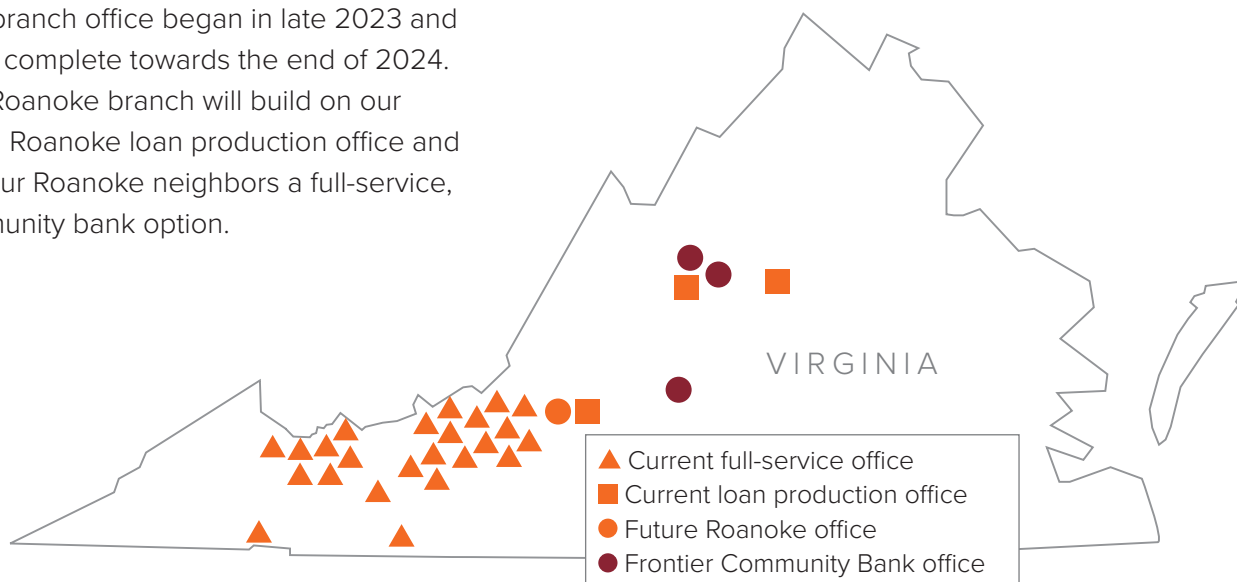 branch office began in late 2023 and
complete towards the end of 2024.
Roanoke branch will build on our
Roanoke loan production office and
ur Roanoke neighbors a full-service,
munity bank option.
VIRGINIA
Current full-service office
Current loan production office
Future Roanoke office
Frontier Community Bank office